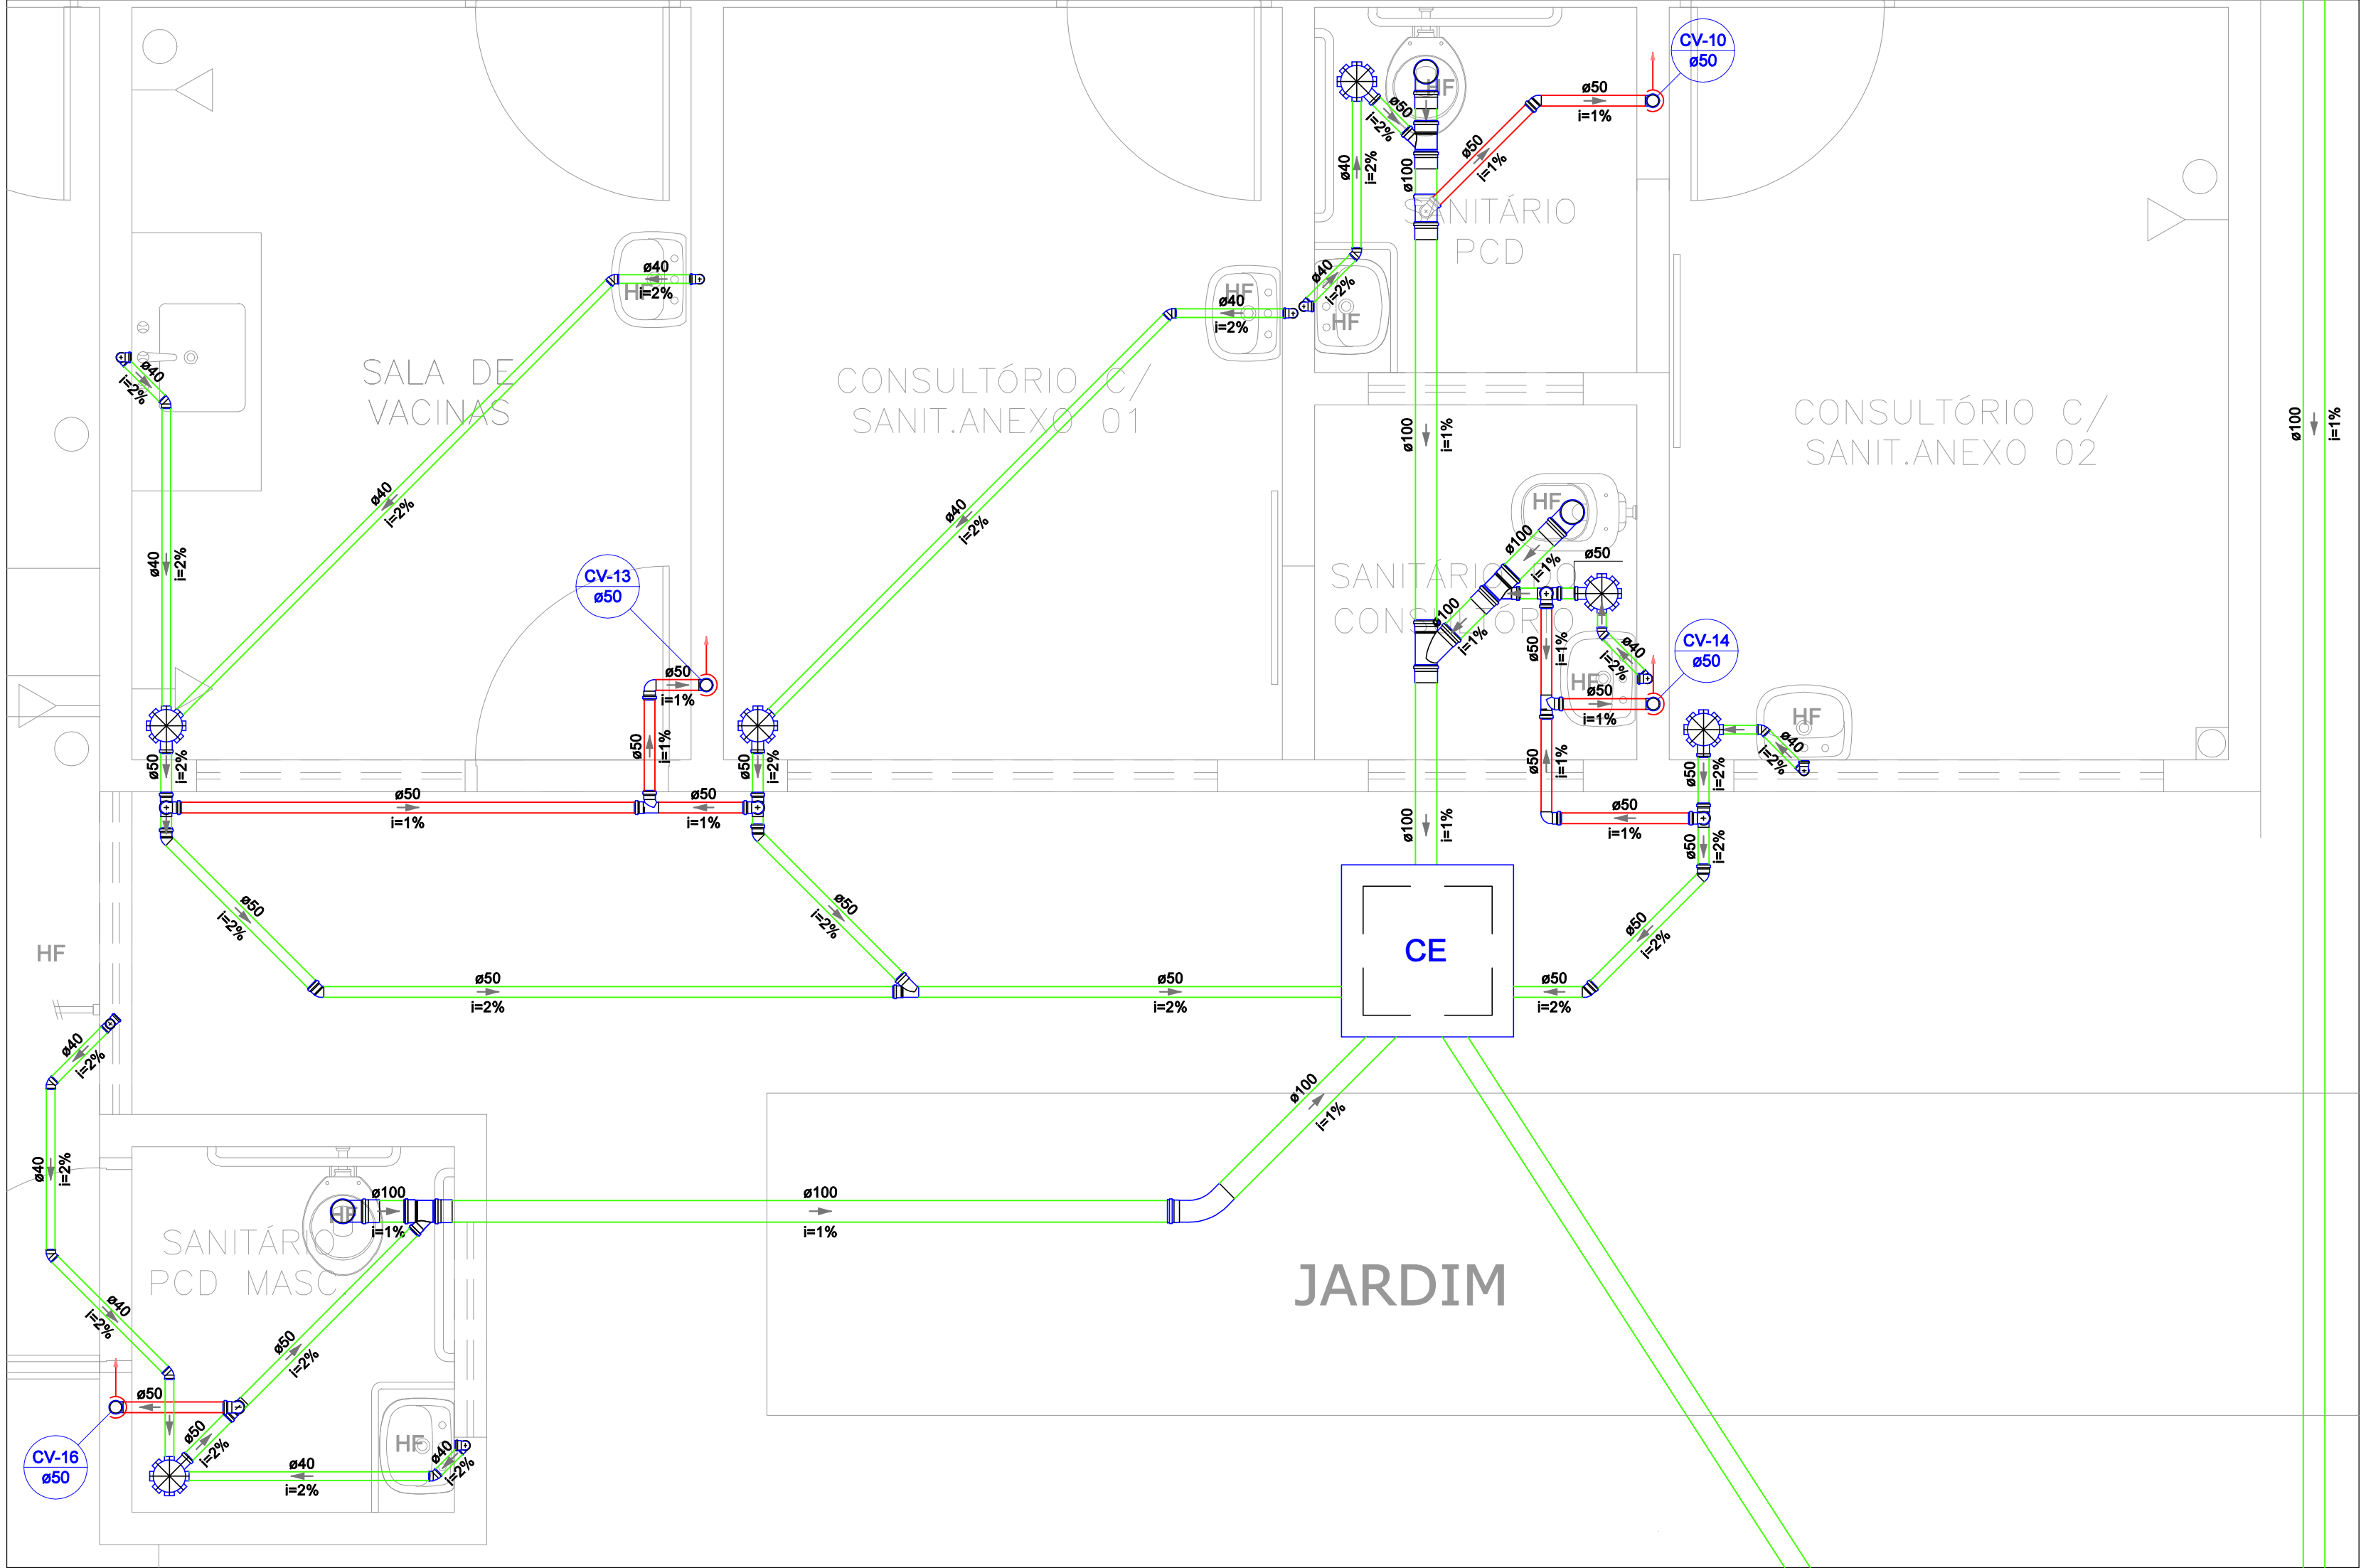 CV-10
ø50
ø50
i=1%
HF
ø50
i=2%
ø50
i=1%
ø40
i=2%
ø100
SANITÁRIO
PCD
ø40
i=2%
HF
ø40
i=2%
HF
ø40
i=2%
HF
ø40
i=2%
SALA DE
VACINAS
CONSULTÓRIO C/
SANIT.ANEXO 01
CONSULTÓRIO C/
SANIT.ANEXO 02
ø100
i=1%
ø100
i=1%
ø40
i=2%
ø40
i=2%
ø40
i=2%
HF
ø100
i=1%
ø50
CV-13
ø50
SANITÁRIO DO
CONSULTÓRIO
ø100
i=1%
ø50
i=1%
ø40
i=2%
CV-14
ø50
HF
ø50
i=1%
ø50
i=1%
ø50
i=1%
HF
ø40
i=2%
ø50
i=2%
ø50
i=2%
ø50
i=1%
ø50
i=2%
ø50
i=1%
ø50
i=1%
ø50
i=1%
ø100
i=1%
ø50
i=2%
ø50
i=2%
ø50
i=2%
ø50
i=2%
HF
CE
ø50
i=2%
ø50
i=2%
ø50
i=2%
ø40
i=2%
ø100
i=1%
ø40
i=2%
ø100
i=1%
HF
ø100
i=1%
SANITÁRIO
PCD MASC.
JARDIM
ø40
i=2%
ø50
i=2%
ø50
CV-16
ø50
ø50
i=2%
HF
ø40
i=2%
ø40
i=2%